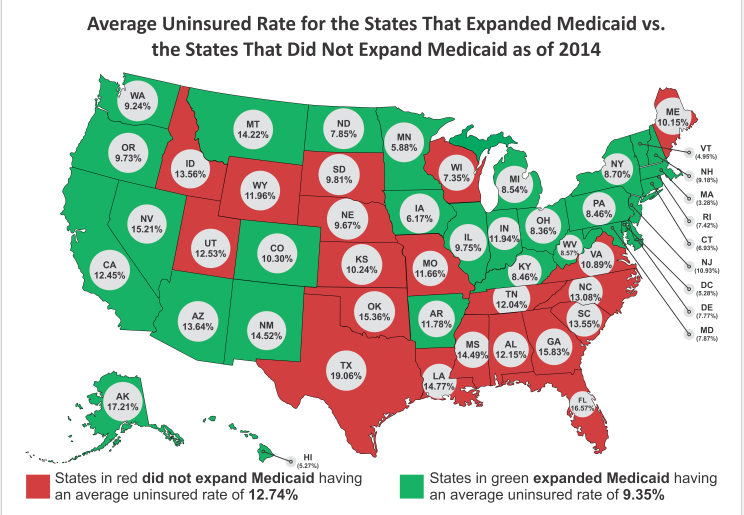 Average Uninsured Rate for the States That Expanded Medicaid vs.
the States That Did Not Expand Medicaid as of 2014
WA
9.24%
OR
9.73%
CA
12.45%
NV
15.21%
ID
13.56%
MT
14.22%
WY
11.96%
UT
12.53%
CO
10.30%
AZ
13.64%
NM
14.52%
ND
7.85%
SD
9.81%
NE
9.67%
KS
10.24%
OK
15.36%
TX
19.06%
MN
5.88%
IA
6.17%
MO
11.66%
AR
11.78%
LA
14.77%
WI
7.35%
IL
9.75%
MI
8.54%
IN
11.94%
OH
8.36%
KY
8.46%
TN
12.04%
MS
14.49%
AL
12.15%
GA
15.83%
FL
16.57%
SC
13.55%
NC
13.08%
VA
10.89%
WV
8.57%
PA
8.46%
NY
8.70%
ME
10.15%
VT
(4.95%)
NH
(9.18%)
MA
(3.28%)
RI
(7.42%)
CT
(6.93%)
NJ
(10.93%)
DC
(5.28%)
DE
(7.77%)
MD
(7.87%)
AK
17.21%
HI
(5.27%)
States in red did not expand Medicaid having
an average uninsured rate of 12.74%
States in green expanded Medicaid having
an average uninsured rate of 9.35%